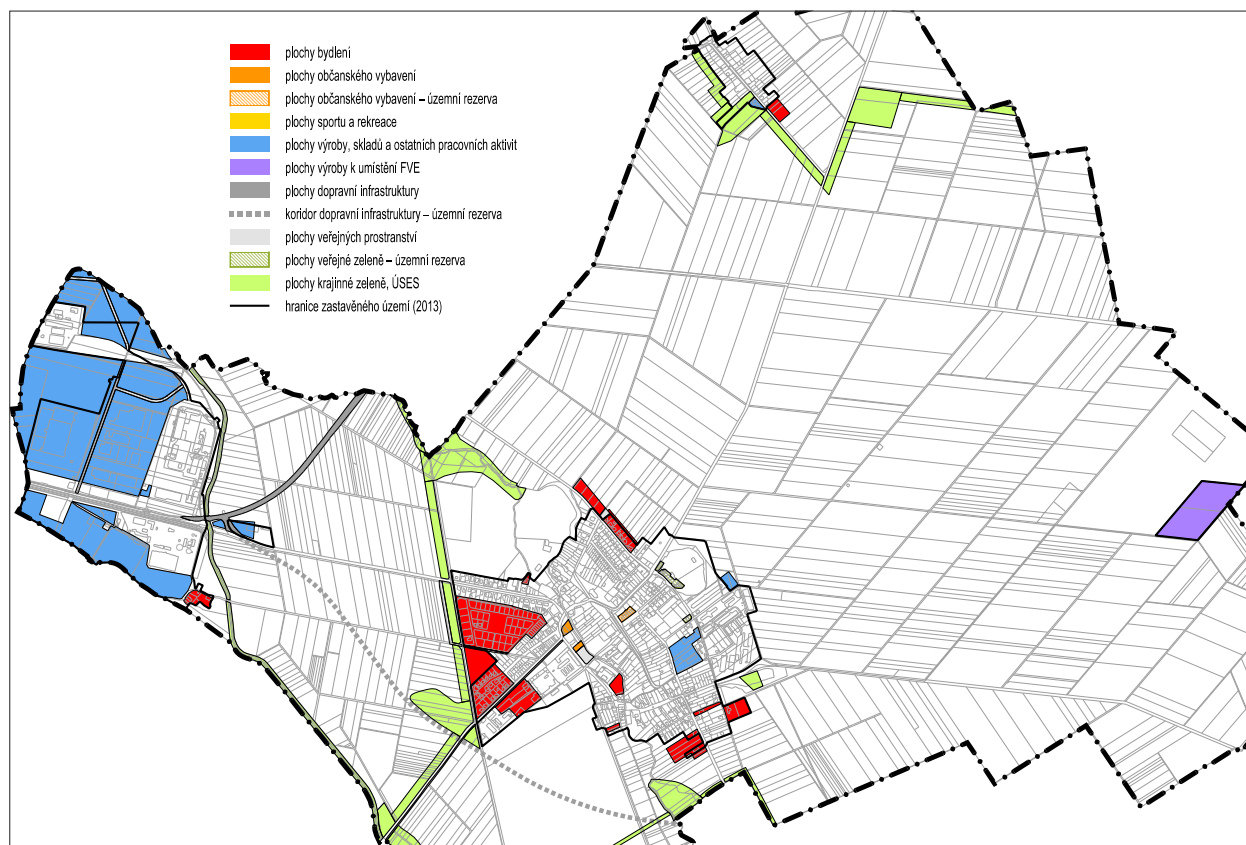 plochy bydlení
plochy občanského vybavení
plochy občanského vybavení – územní rezerva
plochy sportu a rekreace
plochy výroby, skladů a ostatních pracovních aktivit
plochy výroby k umístění FVE
plochy dopravní infrastruktury
koridor dopravní infrastruktury – územní rezerva
plochy veřejných prostranství
plochy veřejné zeleně – územní rezerva
plochy krajinné zeleně, ÚSES
hranice zastavěného území (2013)